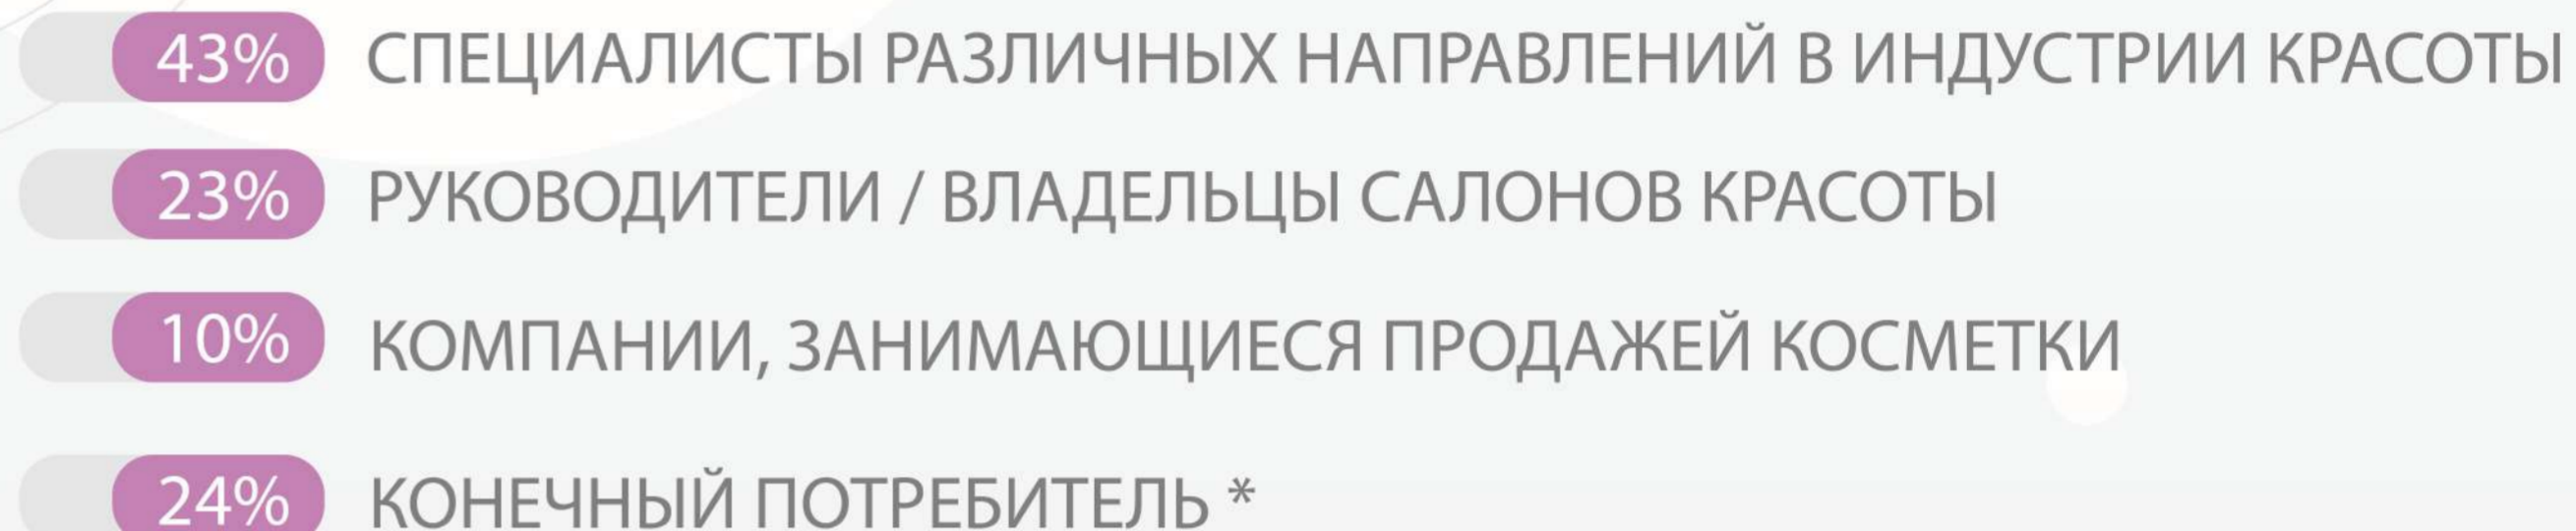 43% СПЕЦИАЛИСТЫ РАЗЛИЧНЫХ НАПРАВЛЕНИЙ В ИНДУСТРИИ КРАСОТЫ
23% РУКОВОДИТЕЛИ / ВЛАДЕЛЬЦЫ САЛОНОВ КРАСОТЫ
10% КОМПАНИИ, ЗАНИМАЮЩИЕСЯ ПРОДАЖЕЙ КОСМЕТКИ
24% КОНЕЧНЫЙ ПОТРЕБИТЕЛЬ *